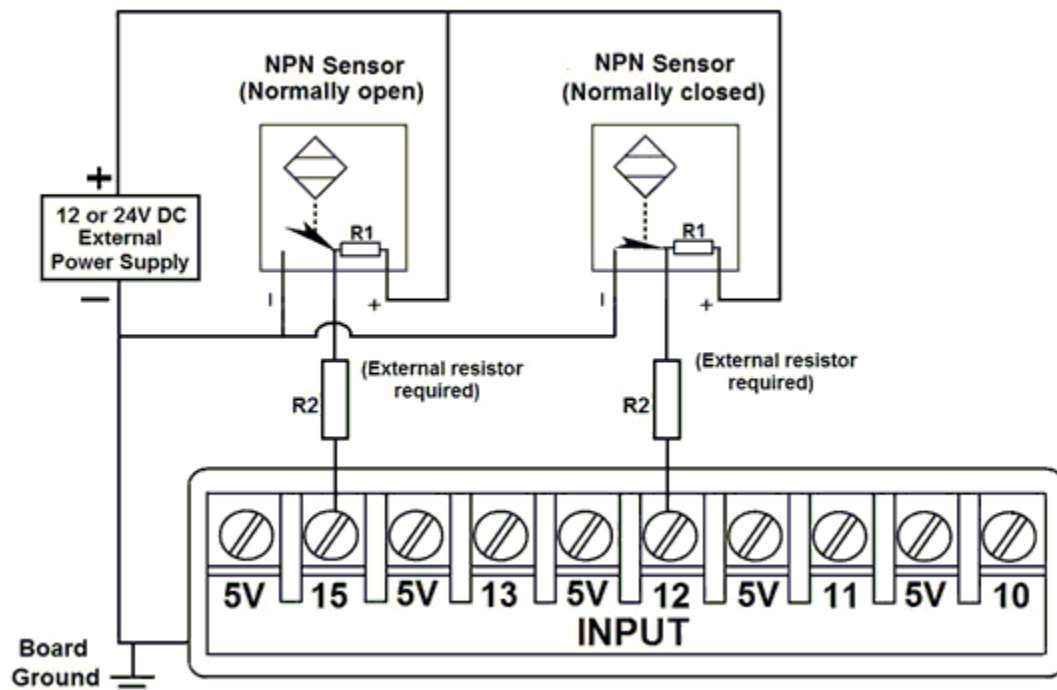 NPN Sensor
(Normally open)
NPN Sensor
(Normally closed)
+
12 or 24V DC
External
Power Supply
−
R1
R1
+
+
(External resistor
required)
(External resistor
required)
R2
R2
5V 15 5V 13 5V 12 5V 11 5V 10
INPUT
Board
Ground